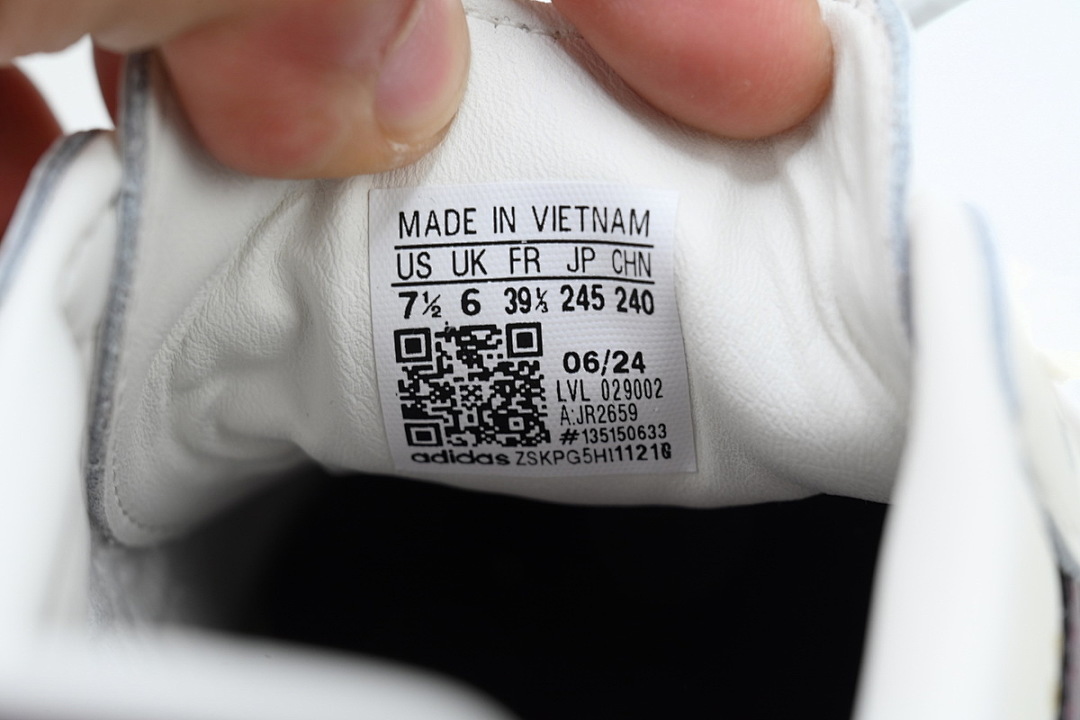 MADE IN VIETNAM
US UK FR JP CHN
7½ 6 39⅓ 245 240
06/24
LVL 029002
A:JR2659
#135150633
adidas ZSKPG5HI11216